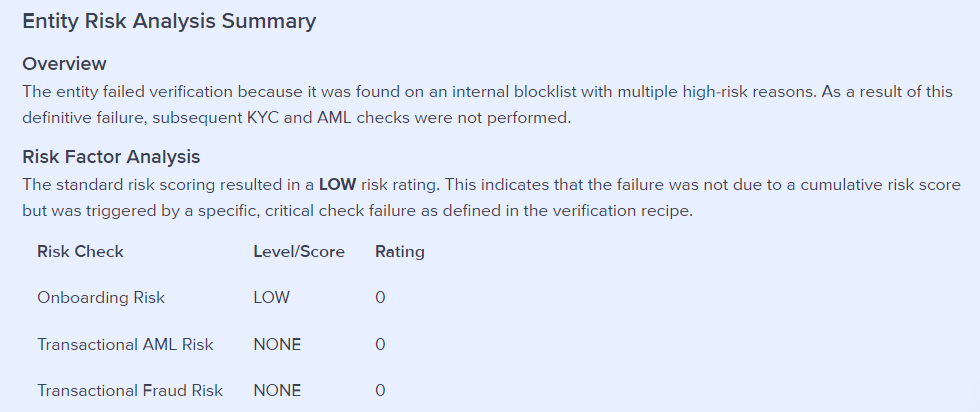 Entity Risk Analysis Summary
Overview
The entity failed verification because it was found on an internal blocklist with multiple high-risk reasons. As a result of this
definitive failure, subsequent KYC and AML checks were not performed.
Risk Factor Analysis
The standard risk scoring resulted in a LOW risk rating. This indicates that the failure was not due to a cumulative risk score
but was triggered by a specific, critical check failure as defined in the verification recipe.
Risk Check Level/Score Rating
Onboarding Risk LOW 0
Transactional AML Risk NONE 0
Transactional Fraud Risk NONE 0